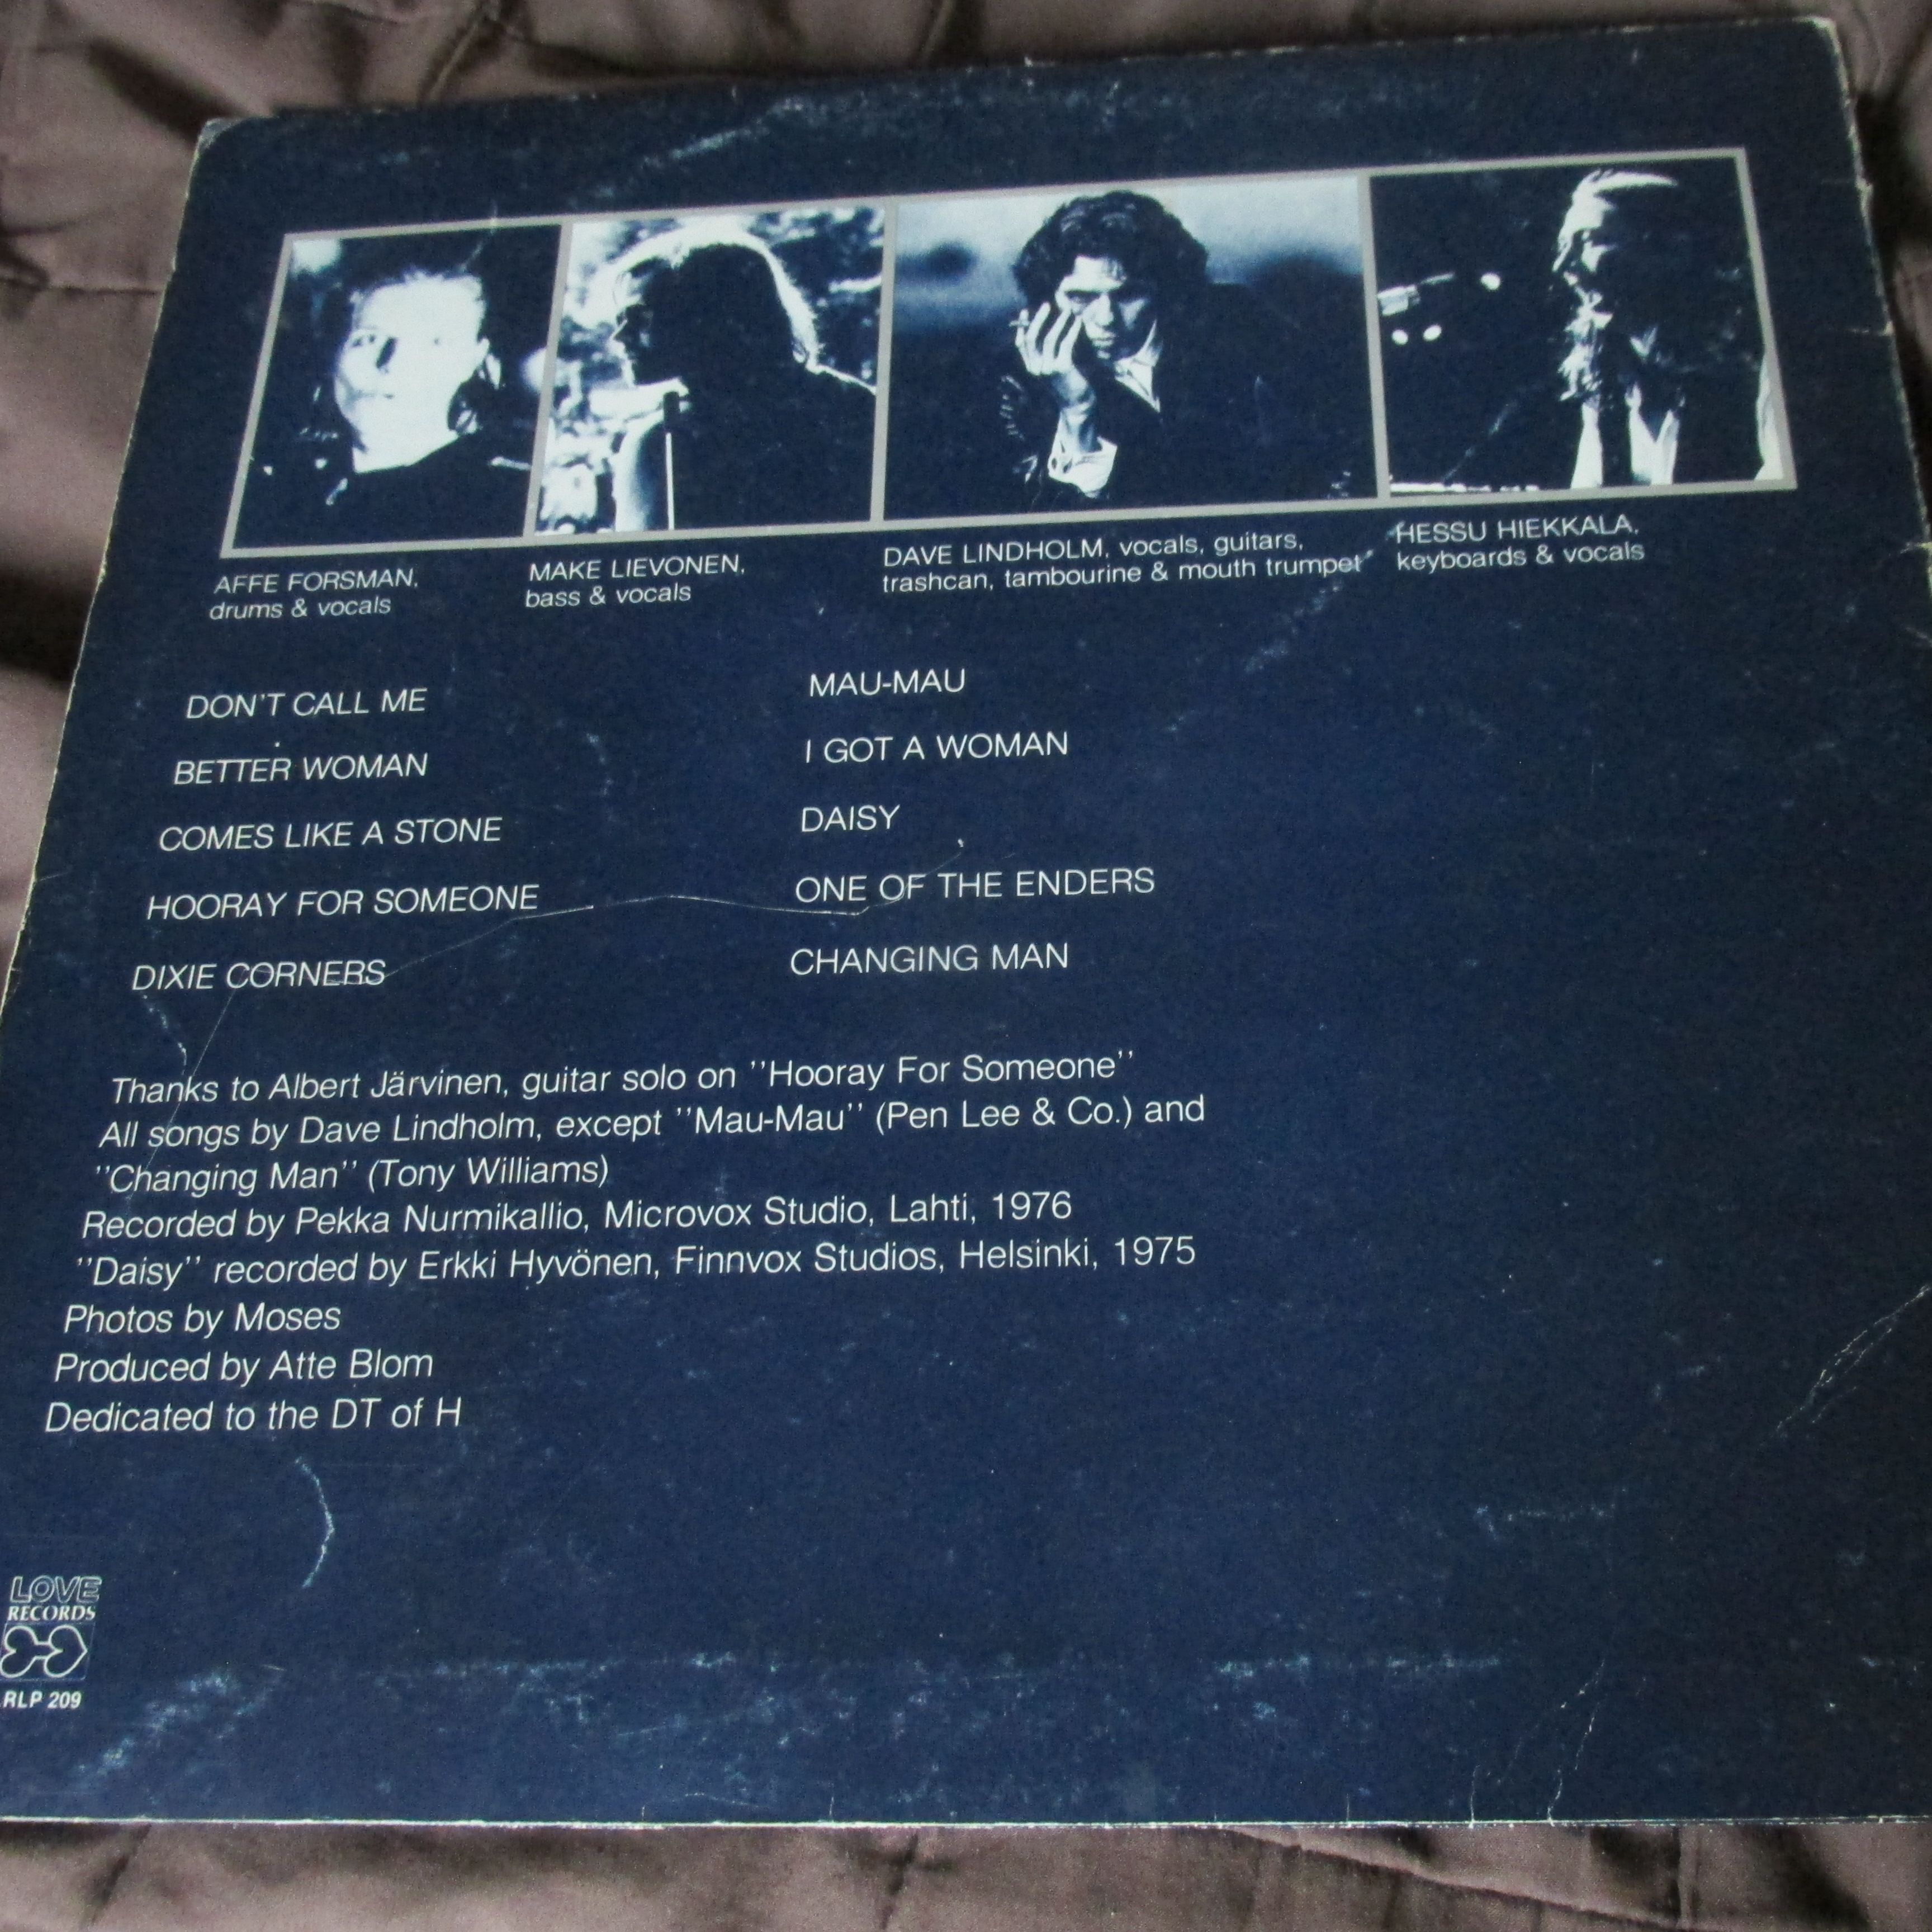 AFFE FORSMAN,
drums & vocals
MAKE LIEVONEN,
bass & vocals
DAVE LINDHOLM, vocals, guitars,
trashcan, tambourine & mouth trumpet
HESSU HIEKKALA,
keyboards & vocals
DON'T CALL ME
BETTER WOMAN
COMES LIKE A STONE
HOORAY FOR SOMEONE
DIXIE CORNERS
MAU-MAU
I GOT A WOMAN
DAISY
ONE OF THE ENDERS
CHANGING MAN
Thanks to Albert Järvinen, guitar solo on ''Hooray For Someone''
All songs by Dave Lindholm, except ''Mau-Mau'' (Pen Lee & Co.) and
''Changing Man'' (Tony Williams)
Recorded by Pekka Nurmikallio, Microvox Studio, Lahti, 1976
''Daisy'' recorded by Erkki Hyvönen, Finnvox Studios, Helsinki, 1975
Photos by Moses
Produced by Atte Blom
Dedicated to the DT of H
LOVE
RECORDS
RLP 209